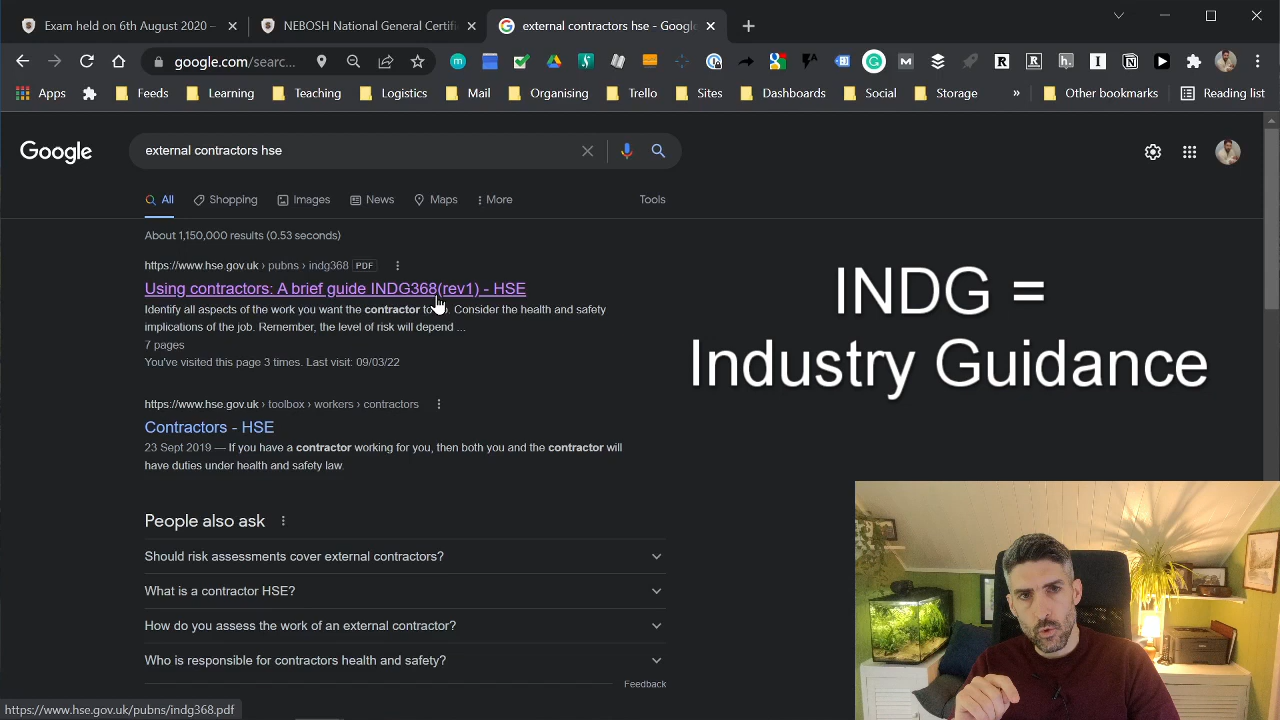 Exam held on 6th August 2020 –
NEBOSH National General Certifi
external contractors hse - Google
google.com/searc...
Apps
Feeds
Learning
Teaching
Logistics
Mail
Organising
Trello
Sites
Dashboards
Social
Storage
»
Other bookmarks
Reading list
Google
external contractors hse
All
Shopping
Images
News
Maps
More
Tools
About 1,150,000 results (0.53 seconds)
https://www.hse.gov.uk › pubns › indg368 PDF
Using contractors: A brief guide INDG368(rev1) - HSE
Identify all aspects of the work you want the contractor to do. Consider the health and safety
implications of the job. Remember, the level of risk will depend ...
7 pages
You've visited this page 3 times. Last visit: 09/03/22
https://www.hse.gov.uk › toolbox › workers › contractors
Contractors - HSE
23 Sept 2019 — If you have a contractor working for you, then both you and the contractor will
have duties under health and safety law.
People also ask
Should risk assessments cover external contractors?
What is a contractor HSE?
How do you assess the work of an external contractor?
Who is responsible for contractors health and safety?
Feedback
https://www.hse.gov.uk/pubns/indg368.pdf
INDG =
Industry Guidance